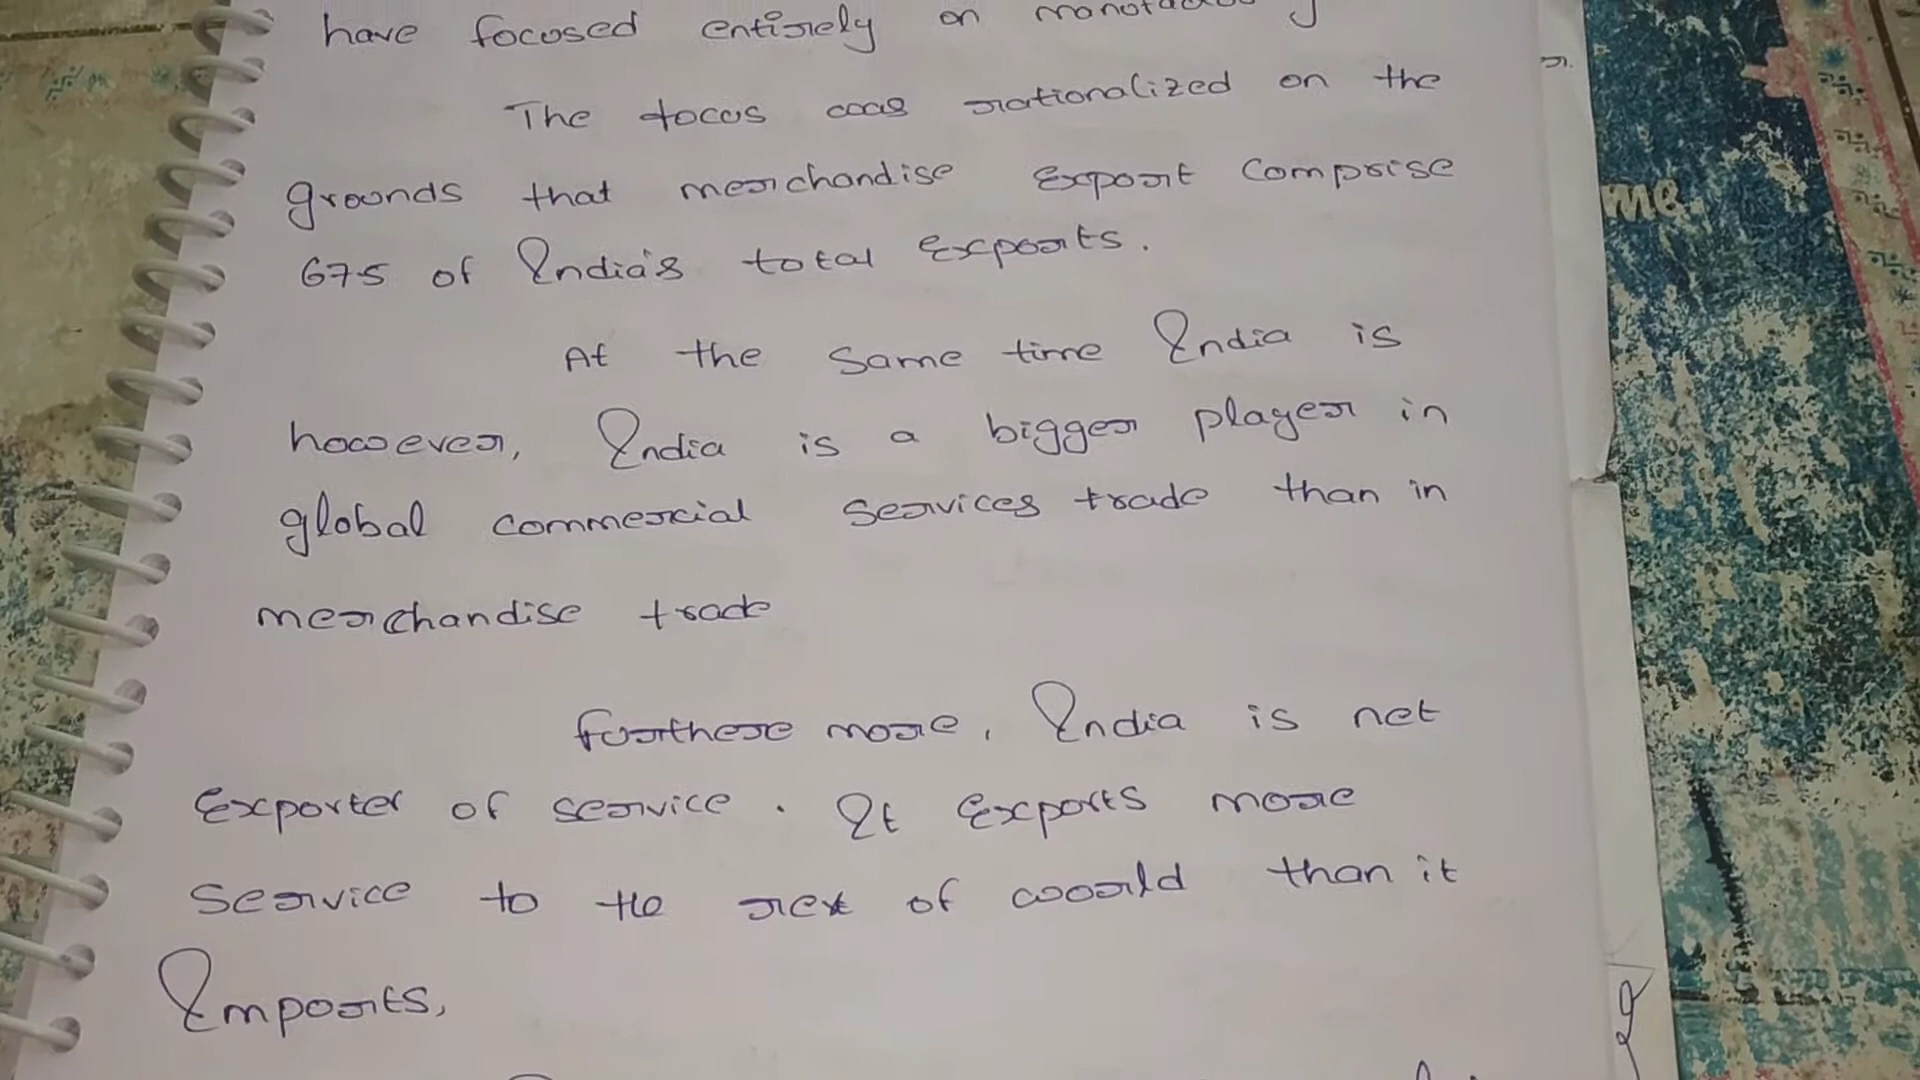 have focused entirely on manufacturing
The focus was rationalized on the
grounds that merchandise Export Comprise
675 of India's total Exports.
At the same time India is
however, India is a bigger player in
global commercial services trade than in
merchandise trade
furthere more, India is net
Exporter of service. It Exports more
service to the rest of world than it
Imports,
me